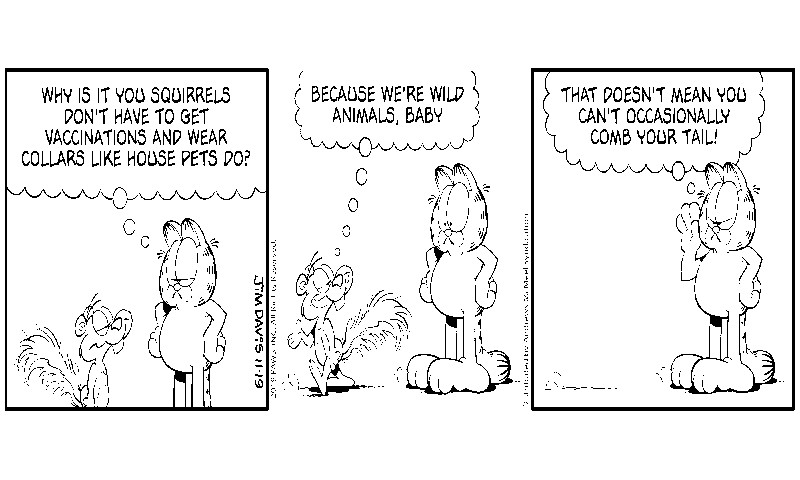 WHY IS IT YOU SQUIRRELS
DON'T HAVE TO GET
VACCINATIONS AND WEAR
COLLARS LIKE HOUSE PETS DO?
JIM DAVIS 11-19
BECAUSE WE'RE WILD
ANIMALS, BABY
THAT DOESN'T MEAN YOU
CAN'T OCCASIONALLY
COMB YOUR TAIL!